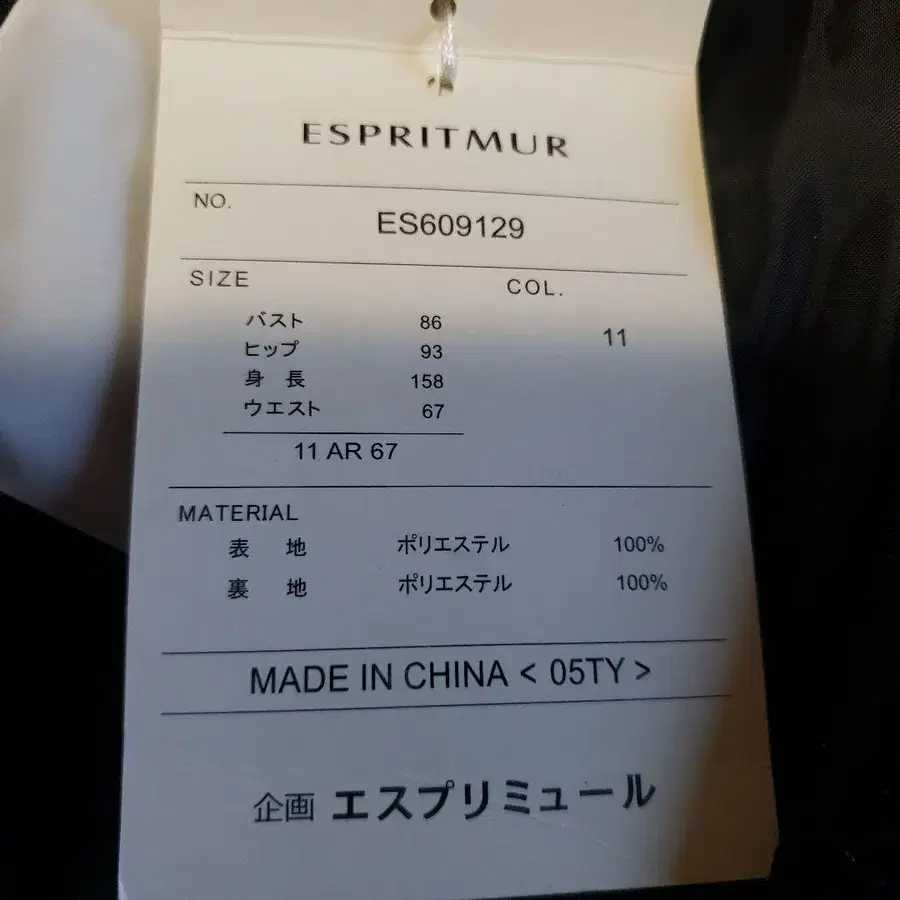 ESPRITMUR
NO.
ES609129
SIZE COL.
バスト 86
11
ヒップ 93
身 長 158
ウエスト 67
11 AR 67
MATERIAL
表 地 ポリエステル 100%
裏 地 ポリエステル 100%
MADE IN CHINA < 05TY >
企画 エスプリミュール